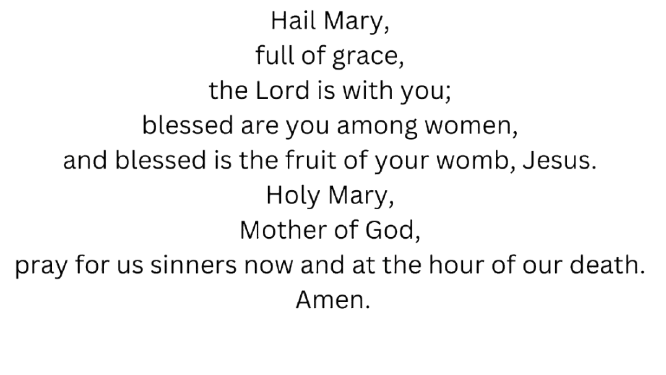 Hail Mary,
full of grace,
the Lord is with you;
blessed are you among women,
and blessed is the fruit of your womb, Jesus.
Holy Mary,
Mother of God,
pray for us sinners now and at the hour of our death.
Amen.